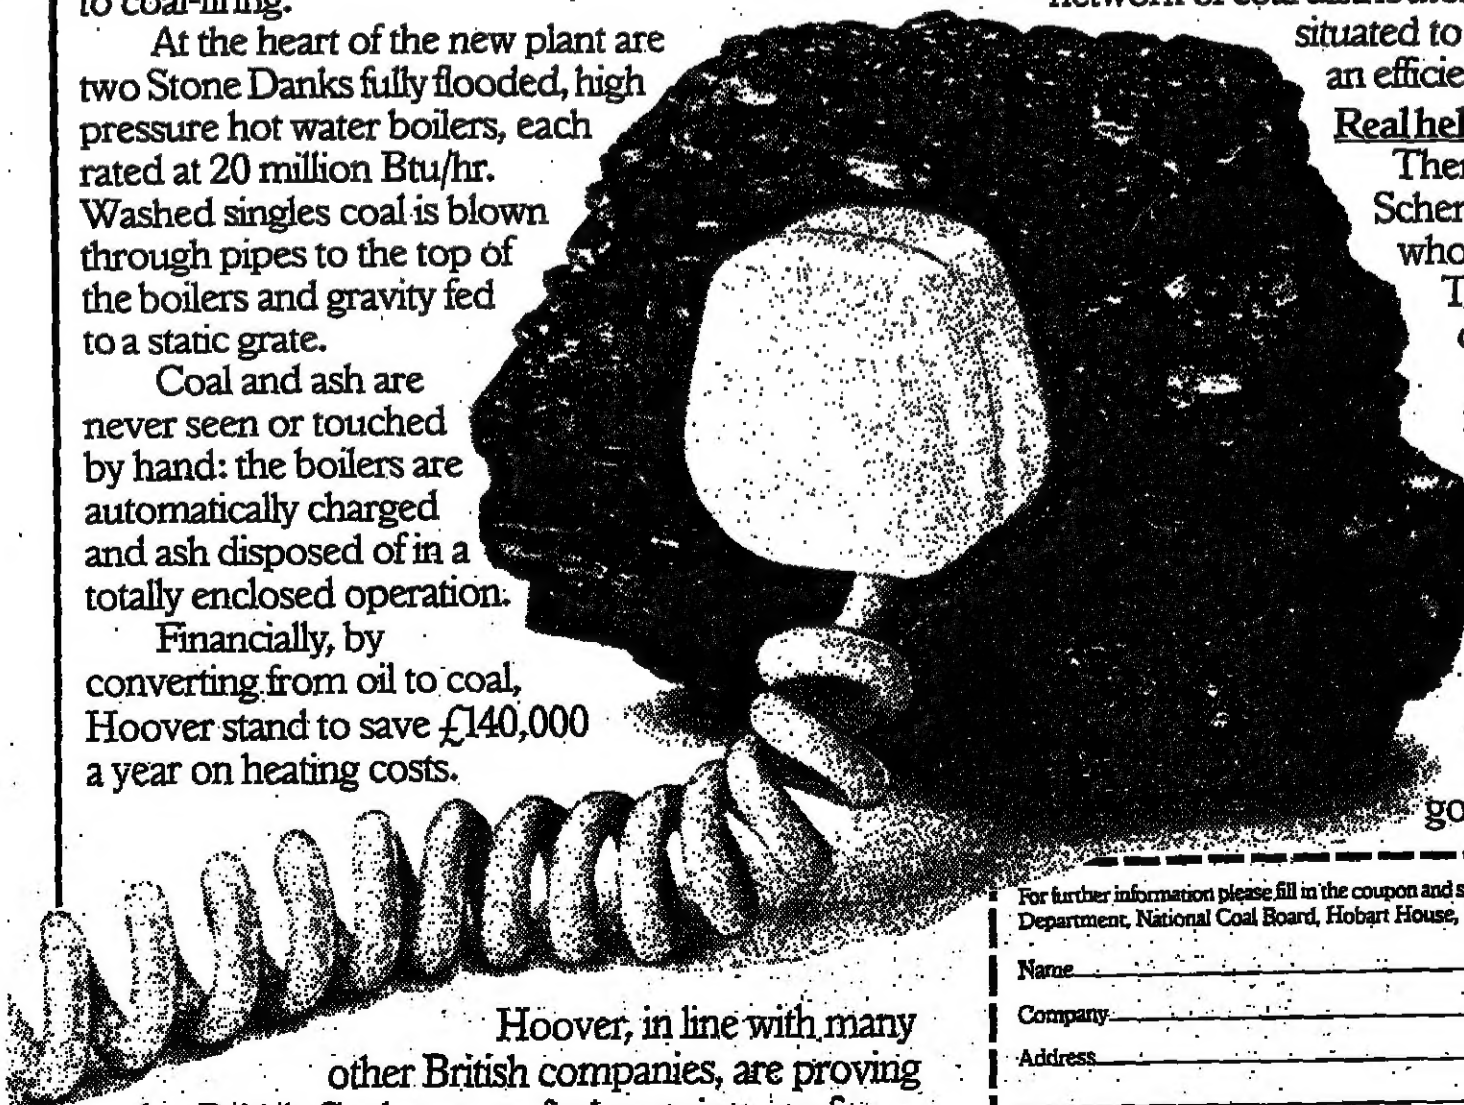 to coal-firing.
At the heart of the new plant are
two Stone Danks fully flooded, high
pressure hot water boilers, each
rated at 20 million Btu/hr.
Washed singles coal is blown
through pipes to the top of
the boilers and gravity fed
to a static grate.
Coal and ash are
never seen or touched
by hand: the boilers are
automatically charged
and ash disposed of in a
totally enclosed operation.
Financially, by
converting from oil to coal,
Hoover stand to save £140,000
a year on heating costs.
Hoover, in line with many
other British companies, are proving
situated to
an efficie
Real hel
Ther
Scher
who
T
go
For further information please fill in the coupon and s
Department, National Coal Board, Hobart House,
Name
Company
Address